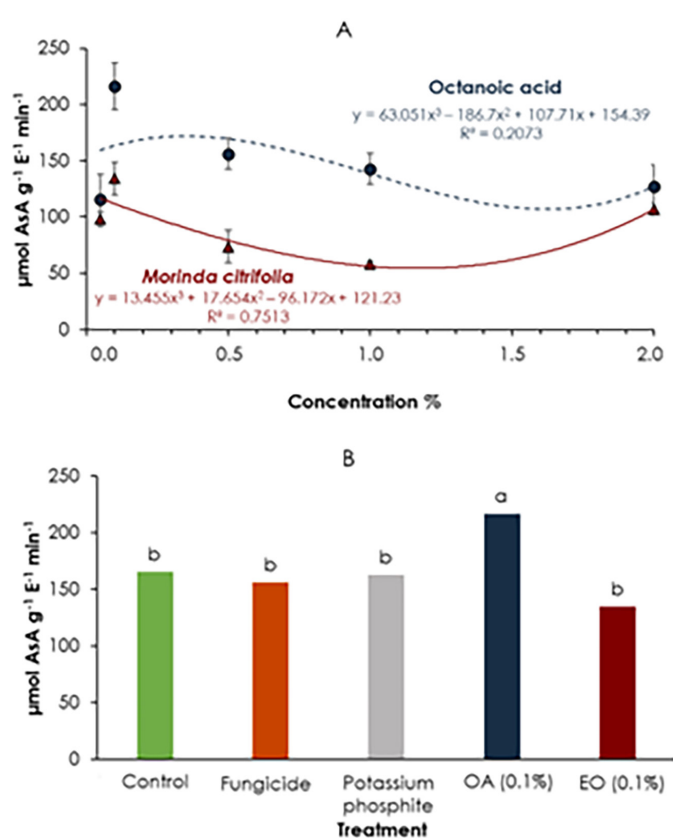 A
250
200
150
100
50
0
µmol AsA g⁻¹ E⁻¹ min⁻¹
Octanoic acid
y = 63.051x³ – 186.7x² + 107.71x + 154.39
R² = 0.2073
Morinda citrifolia
y = 13.455x³ + 17.654x² – 96.172x + 121.23
R² = 0.7513
0.0 0.5 1.0 1.5 2.0
Concentration %
B
250
200
150
100
50
0
µmol AsA g⁻¹ E⁻¹ min⁻¹
b b b a b
Control Fungicide Potassium OA (0.1%) EO (0.1%)
phosphite
Treatment